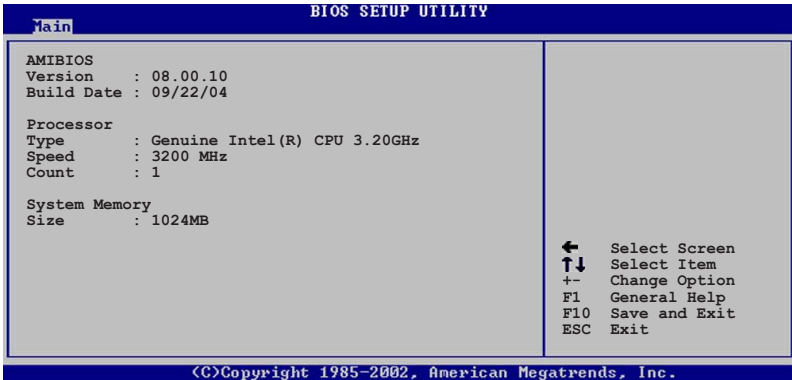 BIOS SETUP UTILITY
Main
AMIBIOS
Version : 08.00.10
Build Date : 09/22/04
Processor
Type : Genuine Intel(R) CPU 3.20GHz
Speed : 3200 MHz
Count : 1
System Memory
Size : 1024MB
← Select Screen
↑↓ Select Item
+- Change Option
F1 General Help
F10 Save and Exit
ESC Exit
(C)Copyright 1985-2002, American Megatrends, Inc.